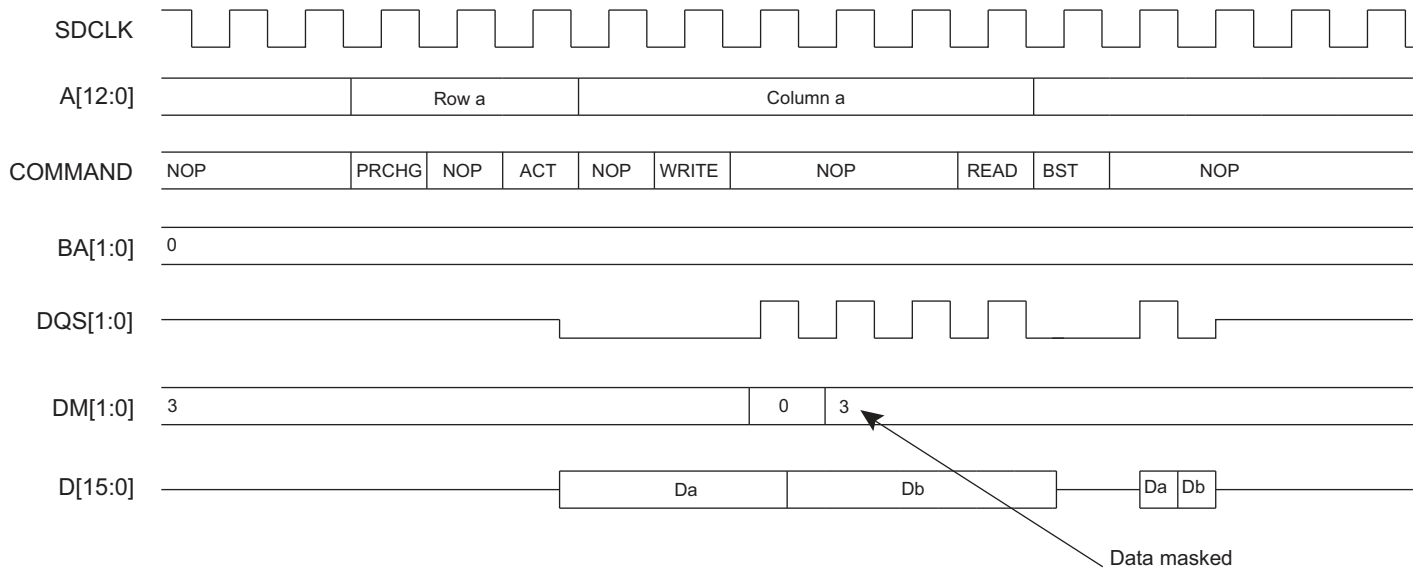 SDCLK
A[12:0] Row a Column a
COMMAND NOP PRCHG NOP ACT NOP WRITE NOP READ BST NOP
BA[1:0] 0
DQS[1:0]
DM[1:0] 3 0 3
D[15:0] Da Db Da Db
Data masked